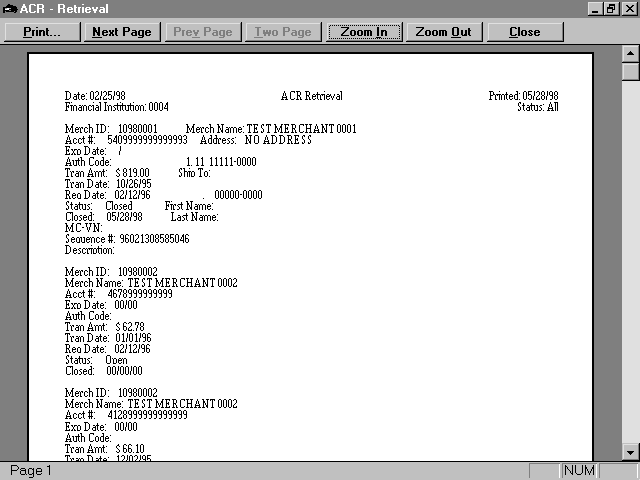 ACR - Retrieval
Print... Next Page Prev Page Two Page Zoom In Zoom Out Close
Date: 02/25/98 ACR Retrieval Printed: 05/28/98
Financial Institution: 0004 Status: All
Merch ID: 10980001 Merch Name: TEST MERCHANT 0001
Acct #: 5409999999999993 Address: NO ADDRESS
Exp Date: /
Auth Code: 1. 11 11111-0000
Tran Amt: $ 819.00 Ship To:
Tran Date: 10/26/95
Req Date: 02/12/96 . 00000-0000
Status: Closed First Name:
Closed: 05/28/98 Last Name:
MC-VN:
Sequence #: 96021308585046
Description:
Merch ID: 10980002
Merch Name: TEST MERCHANT 0002
Acct #: 4678999999999
Exp Date: 00/00
Auth Code:
Tran Amt: $ 62.78
Tran Date: 01/01/96
Req Date: 02/12/96
Status: Open
Closed: 00/00/00
Merch ID: 10980002
Merch Name: TEST MERCHANT 0002
Acct #: 4128999999999999
Exp Date: 00/00
Auth Code:
Tran Amt: $ 66.10
Tran Date: 12/02/95
Page 1 NUM